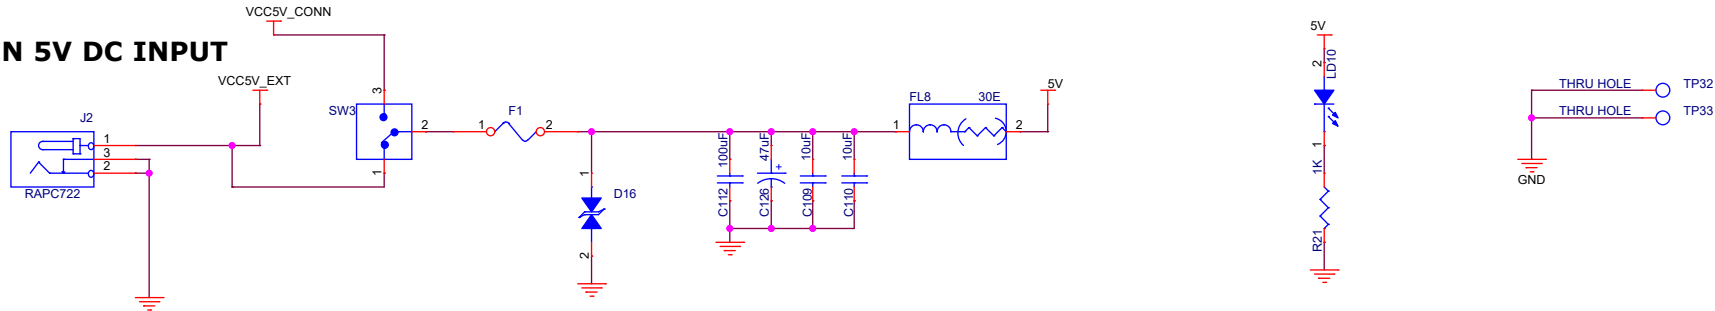 VCC5V_CONN
N 5V DC INPUT
VCC5V_EXT
J2
1
3
2
RAPC722
SW3
3
2
1
F1
1
2
1
D16
2
100uF
C112
47uF
+
C126
10uF
C109
10uF
C110
FL8
30E
1
2
5V
5V
2
LD10
1
1K
R21
THRU HOLE
TP32
THRU HOLE
TP33
GND